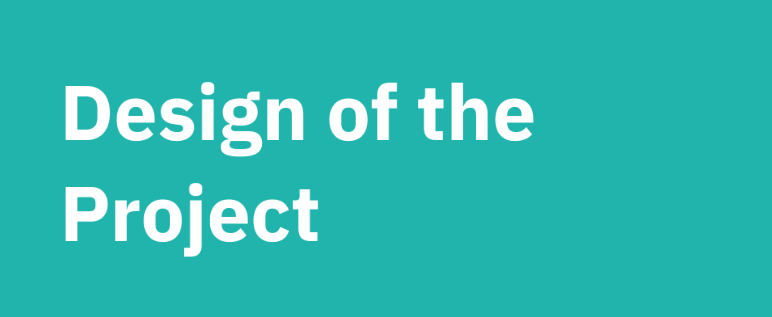 Design of the
Project